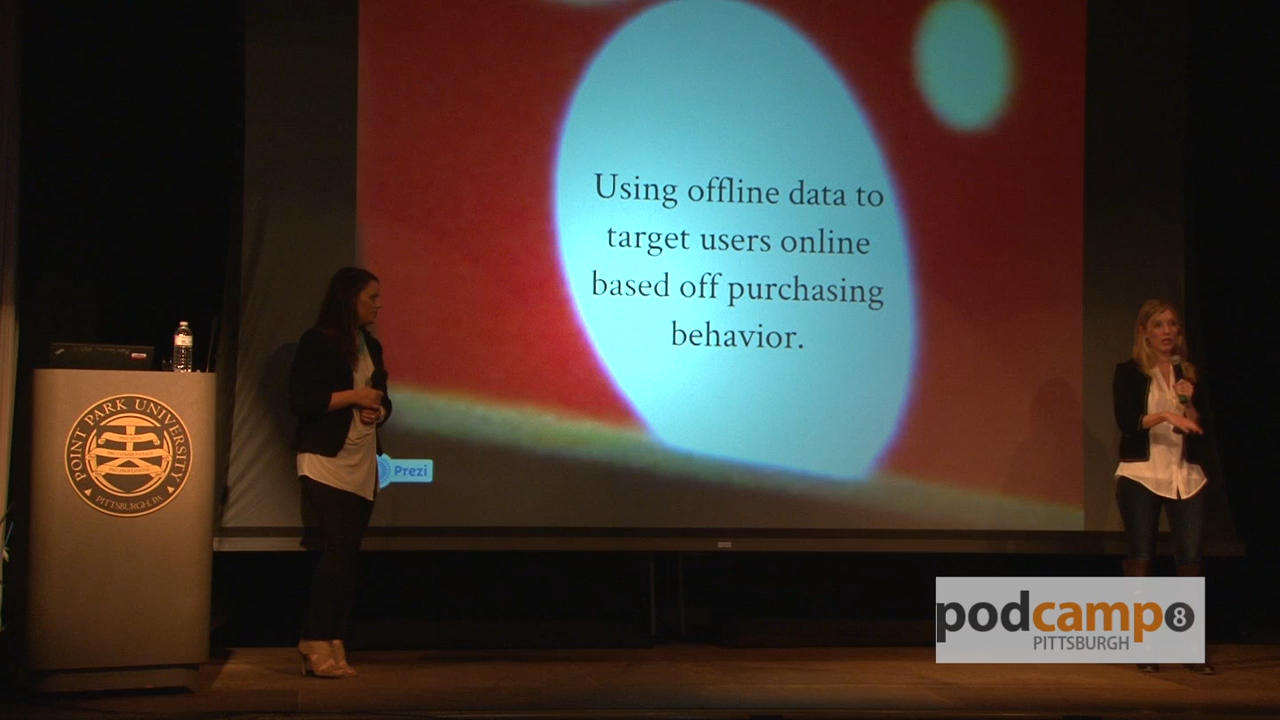 Using offline data to
target users online
based off purchasing
behavior.
POINT PARK UNIVERSITY
PITTSBURGH, PA
Prezi
podcamp8
PITTSBURGH